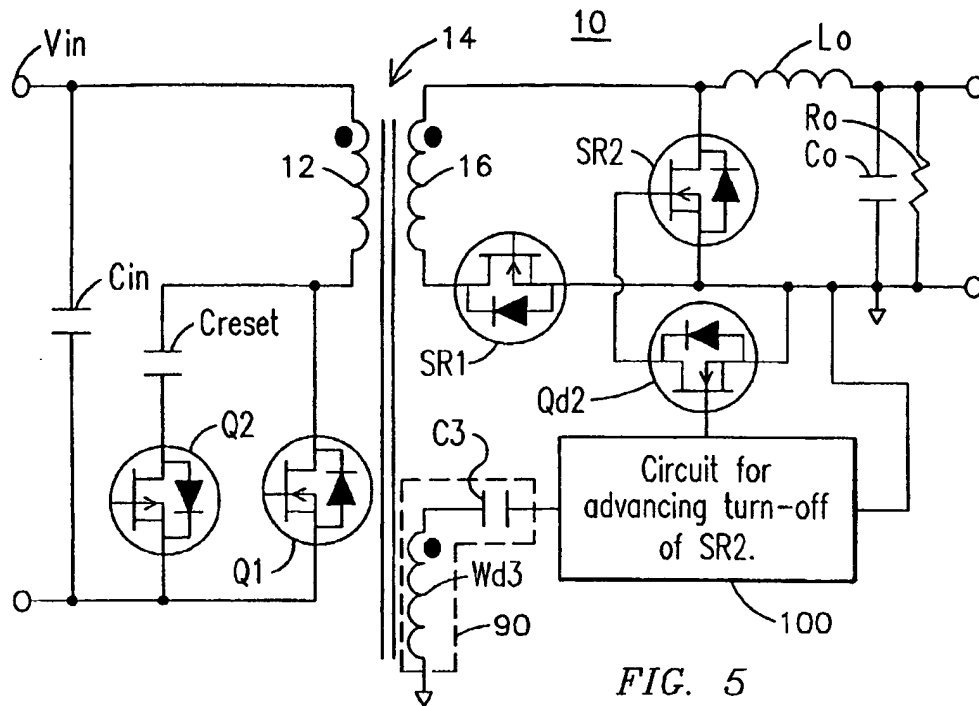 Vin
14
10
Lo
Ro
Co
SR2
12
16
Cin
Creset
SR1
Qd2
Q2
C3
Circuit for
advancing turn-off
of SR2.
Q1
Wd3
90
100
FIG. 5